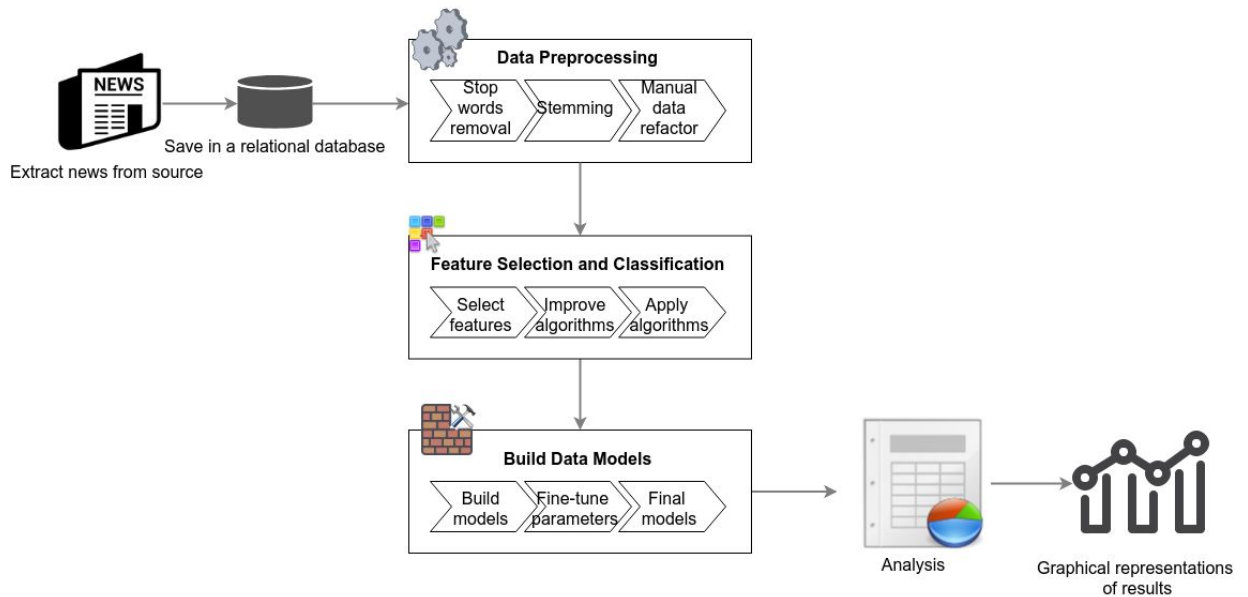 NEWS
Extract news from source
Save in a relational database
Data Preprocessing
Stop
words
removal
Stemming
Manual
data
refactor
Feature Selection and Classification
Select
features
Improve
algorithms
Apply
algorithms
Build Data Models
Build
models
Fine-tune
parameters
Final
models
Analysis
Graphical representations
of results